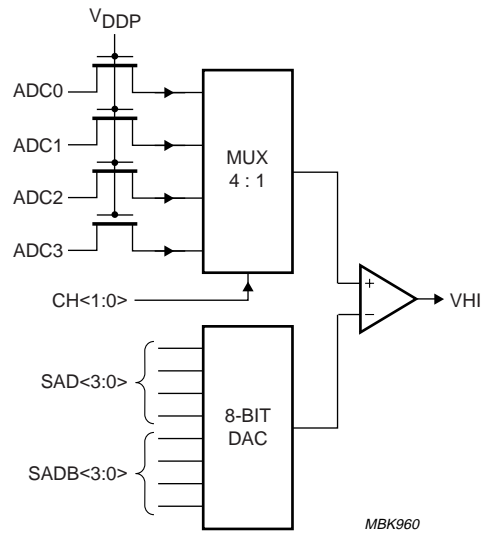 VDDP
ADC0
ADC1
ADC2
ADC3
MUX
4 : 1
CH<1:0>
+
−
VHI
SAD<3:0>
SADB<3:0>
8-BIT
DAC
MBK960